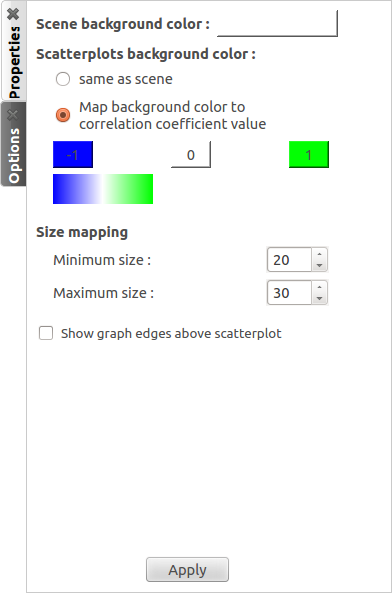 Properties
Options
Scene background color :
Scatterplots background color :
same as scene
Map background color to
correlation coefficient value
-1 0 1
Size mapping
Minimum size : 20
Maximum size : 30
Show graph edges above scatterplot
Apply